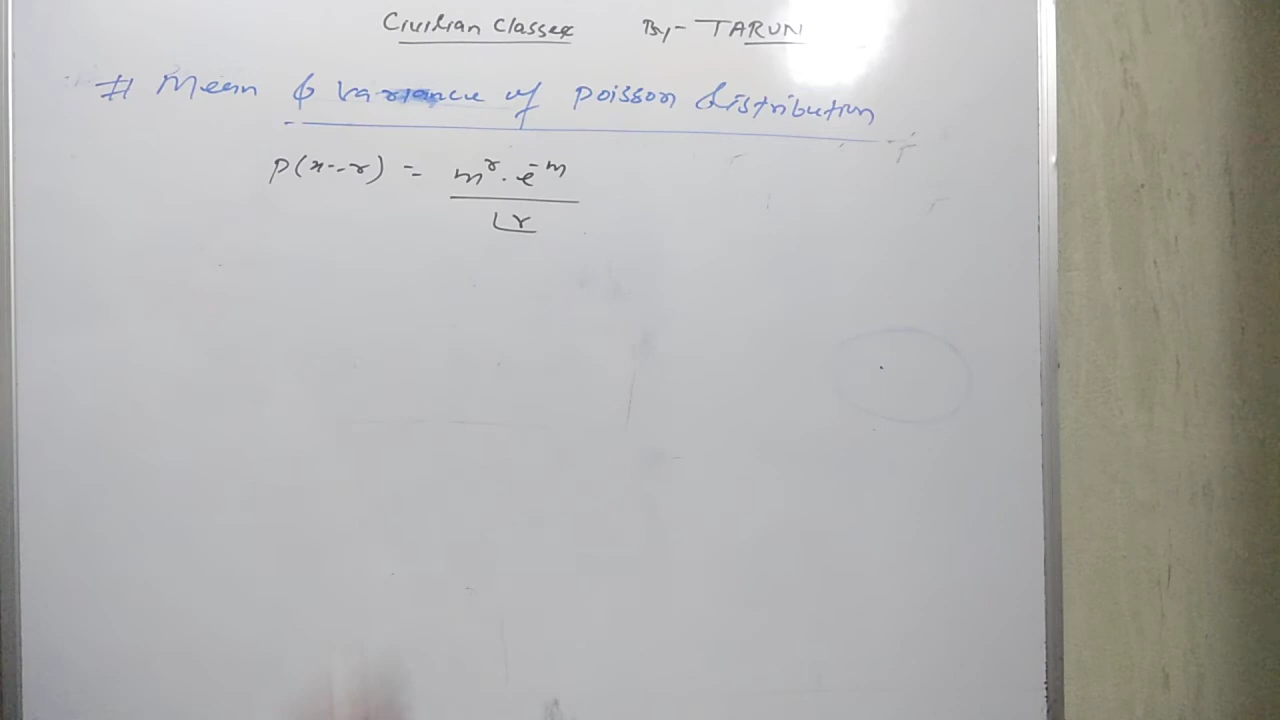 Civilian Classes By:- TARUN
# Mean & variance of poisson distribution
P(x=r) = m^r . e^-m
⌊r